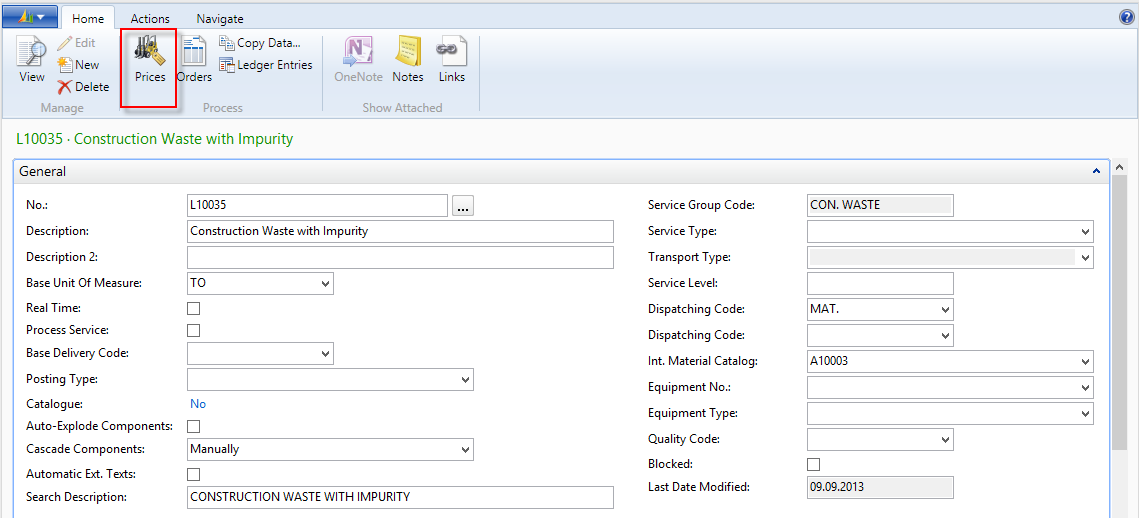 Home Actions Navigate
View Edit New Delete
Manage
Prices Orders Copy Data... Ledger Entries
Process
OneNote Notes Links
Show Attached
L10035 · Construction Waste with Impurity
General
No.: L10035 ...
Description: Construction Waste with Impurity
Description 2:
Base Unit Of Measure: TO
Real Time:
Process Service:
Base Delivery Code:
Posting Type:
Catalogue: No
Auto-Explode Components:
Cascade Components: Manually
Automatic Ext. Texts:
Search Description: CONSTRUCTION WASTE WITH IMPURITY
Service Group Code: CON. WASTE
Service Type:
Transport Type:
Service Level:
Dispatching Code: MAT.
Dispatching Code:
Int. Material Catalog: A10003
Equipment No.:
Equipment Type:
Quality Code:
Blocked:
Last Date Modified: 09.09.2013